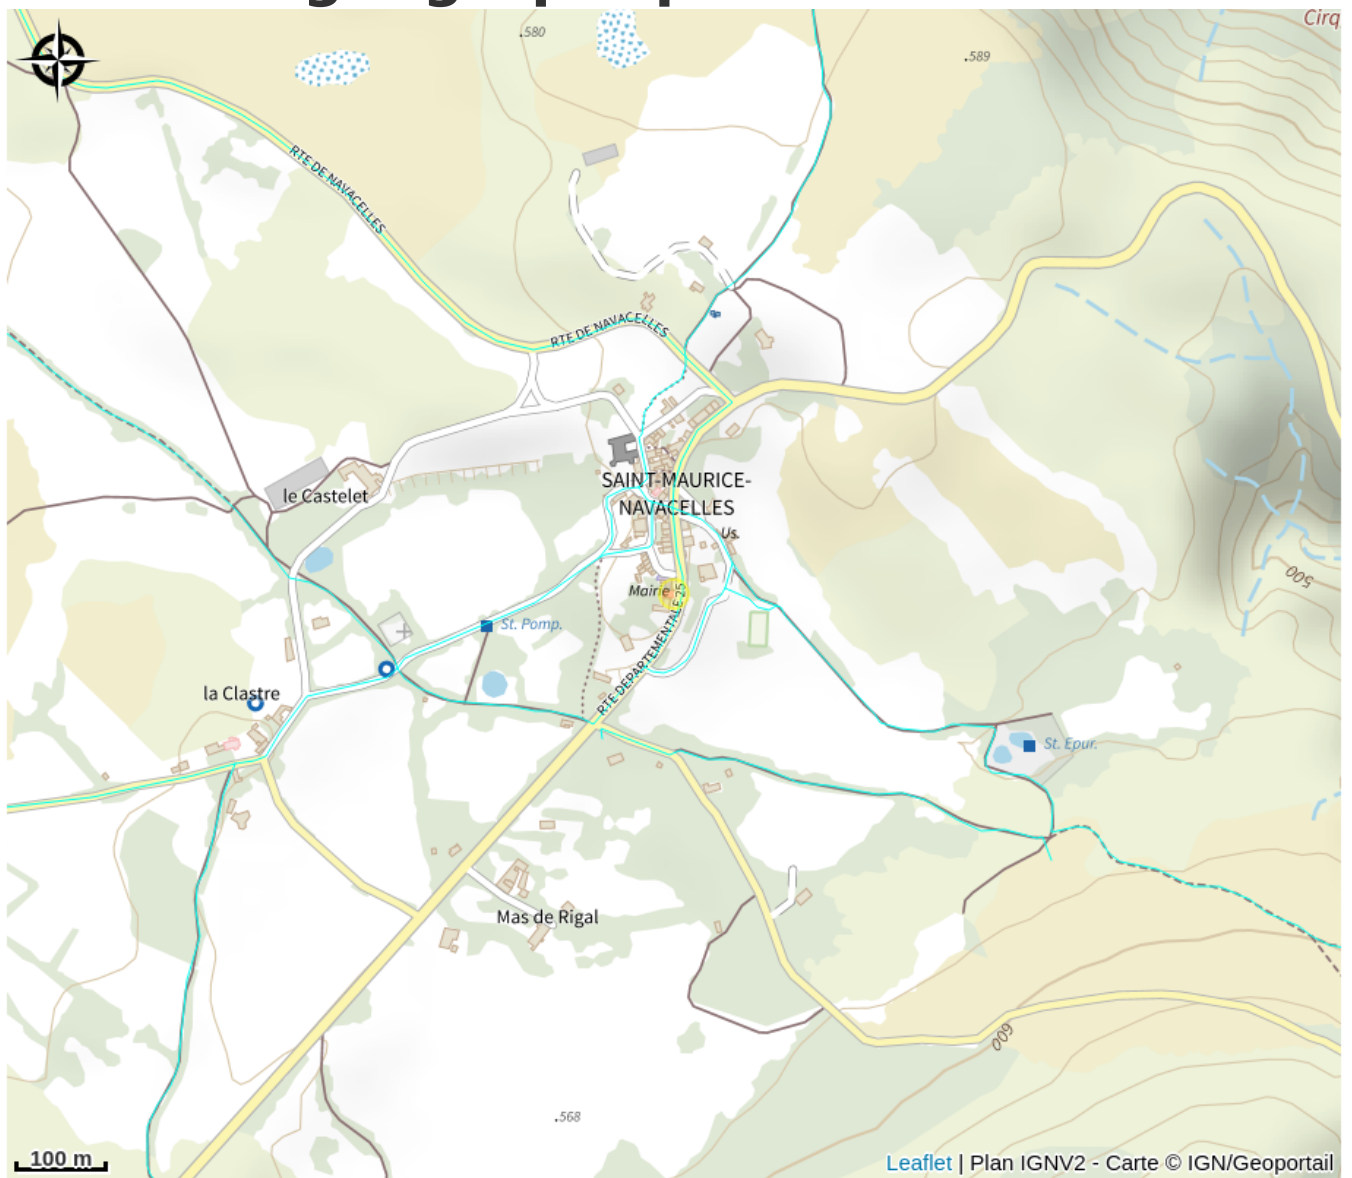 Cirq
.580
.589
RTE DE NAVACELLES
RTE DE NAVACELLES
SAINT-MAURICE-
NAVACELLES
le Castelet
Us.
500
Mairie
St. Pomp.
RTE DEPARTEMENTALE 25
la Clastre
St. Epur.
Mas de Rigal
600
.568
100 m
Leaflet | Plan IGNV2 - Carte © IGN/Geoportail